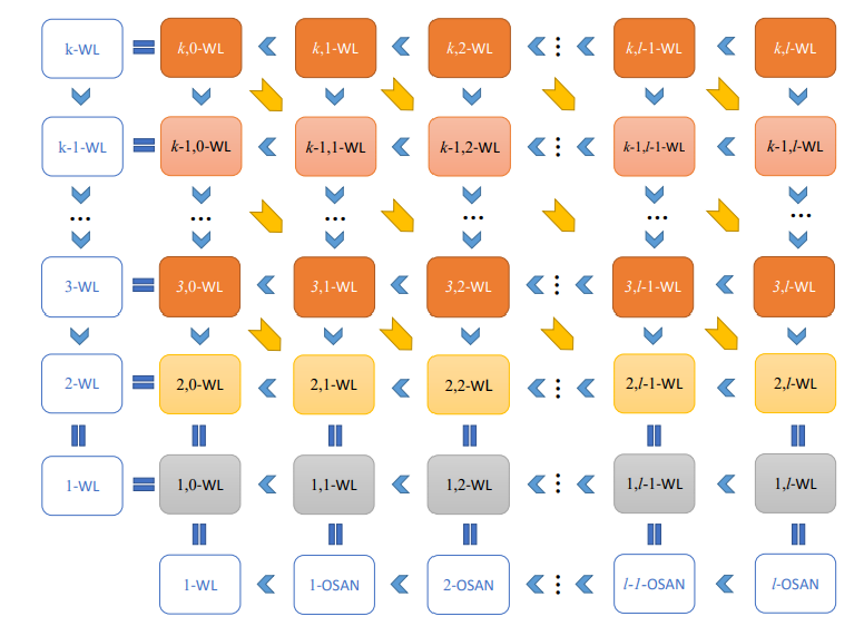 k-WL k,0-WL k,1-WL k,2-WL k,l-1-WL k,l-WL
k-1-WL k-1,0-WL k-1,1-WL k-1,2-WL k-1,l-1-WL k-1,l-WL
... ... ... ... ... ...
3-WL 3,0-WL 3,1-WL 3,2-WL 3,l-1-WL 3,l-WL
2-WL 2,0-WL 2,1-WL 2,2-WL 2,l-1-WL 2,l-WL
1-WL 1,0-WL 1,1-WL 1,2-WL 1,l-1-WL 1,l-WL
1-WL 1-OSAN 2-OSAN l-1-OSAN l-OSAN